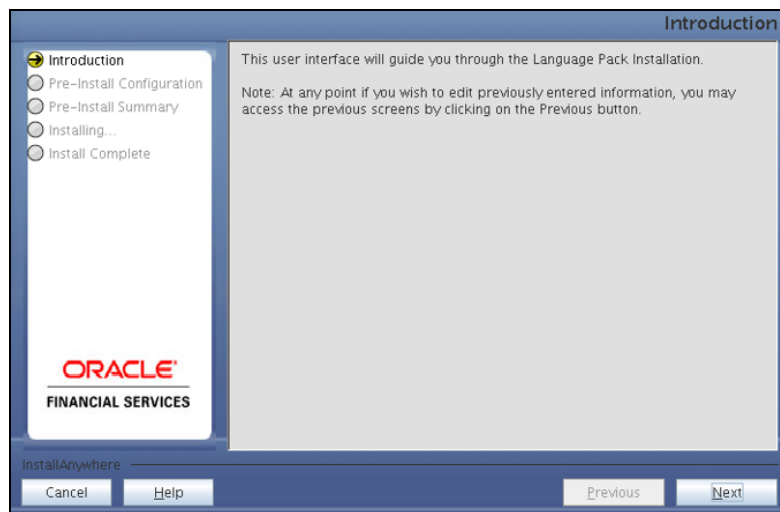 Introduction
Introduction
Pre-Install Configuration
Pre-Install Summary
Installing...
Install Complete
This user interface will guide you through the Language Pack Installation.
Note: At any point if you wish to edit previously entered information, you may
access the previous screens by clicking on the Previous button.
ORACLE
FINANCIAL SERVICES
InstallAnywhere
Cancel Help Previous Next